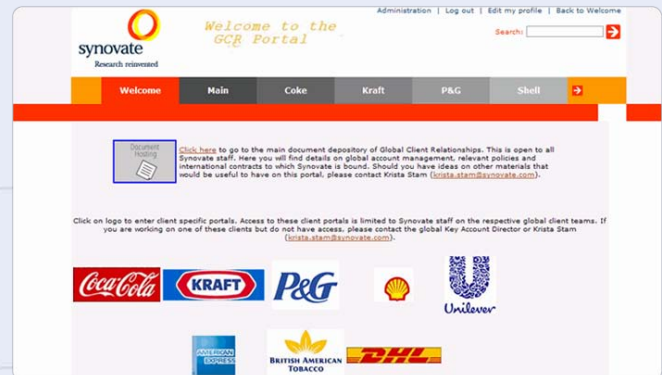 Administration | Log out | Edit my profile | Back to Welcome
Welcome to the
GCR Portal
Search:
synovate
Research reinvented
Welcome Main Coke Kraft P&G Shell
Document
Hosting
Click here to go to the main document depository of Global Client Relationships. This is open to all
Synovate staff. Here you will find details on global account management, relevant policies and
international contracts to which Synovate is bound. Should you have ideas on other materials that
would be useful to have on this portal, please contact Krista Stam (krista.stam@synovate.com).
Click on logo to enter client specific portals. Access to these client portals is limited to Synovate staff on the respective global client teams. If
you are working on one of these clients but do not have access, please contact the global Key Account Director or Krista Stam
(krista.stam@synovate.com).
Coca-Cola KRAFT P&G Unilever
AMERICAN
EXPRESS
BRITISH AMERICAN
TOBACCO
DHL